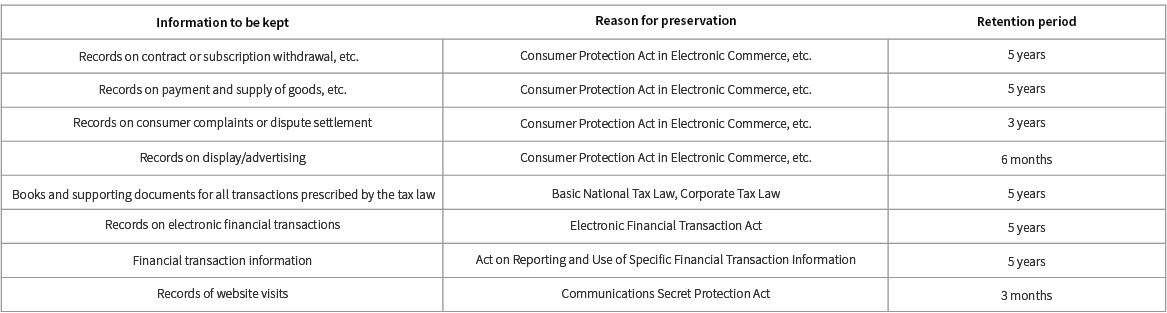 Information to be kept Reason for preservation Retention period
Records on contract or subscription withdrawal, etc. Consumer Protection Act in Electronic Commerce, etc. 5 years
Records on payment and supply of goods, etc. Consumer Protection Act in Electronic Commerce, etc. 5 years
Records on consumer complaints or dispute settlement Consumer Protection Act in Electronic Commerce, etc. 3 years
Records on display/advertising Consumer Protection Act in Electronic Commerce, etc. 6 months
Books and supporting documents for all transactions prescribed by the tax law Basic National Tax Law, Corporate Tax Law 5 years
Records on electronic financial transactions Electronic Financial Transaction Act 5 years
Financial transaction information Act on Reporting and Use of Specific Financial Transaction Information 5 years
Records of website visits Communications Secret Protection Act 3 months